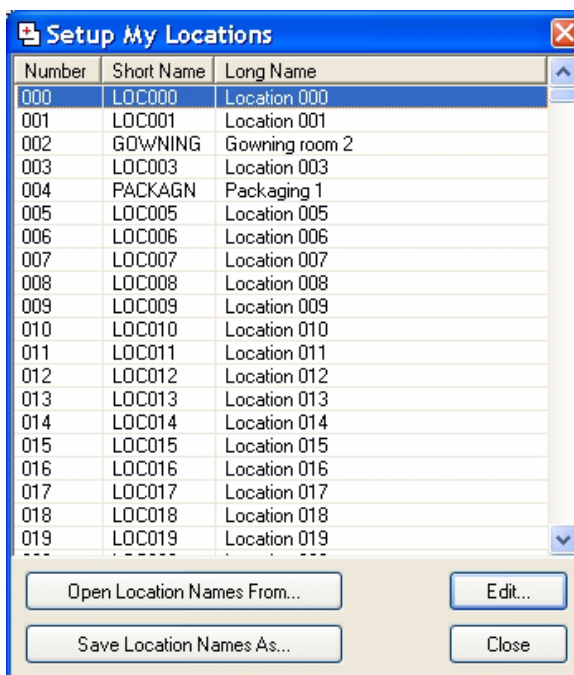 Setup My Locations
Number Short Name Long Name
000 LOC000 Location 000
001 LOC001 Location 001
002 GOWNING Gowning room 2
003 LOC003 Location 003
004 PACKAGN Packaging 1
005 LOC005 Location 005
006 LOC006 Location 006
007 LOC007 Location 007
008 LOC008 Location 008
009 LOC009 Location 009
010 LOC010 Location 010
011 LOC011 Location 011
012 LOC012 Location 012
013 LOC013 Location 013
014 LOC014 Location 014
015 LOC015 Location 015
016 LOC016 Location 016
017 LOC017 Location 017
018 LOC018 Location 018
019 LOC019 Location 019
Open Location Names From... Edit...
Save Location Names As... Close